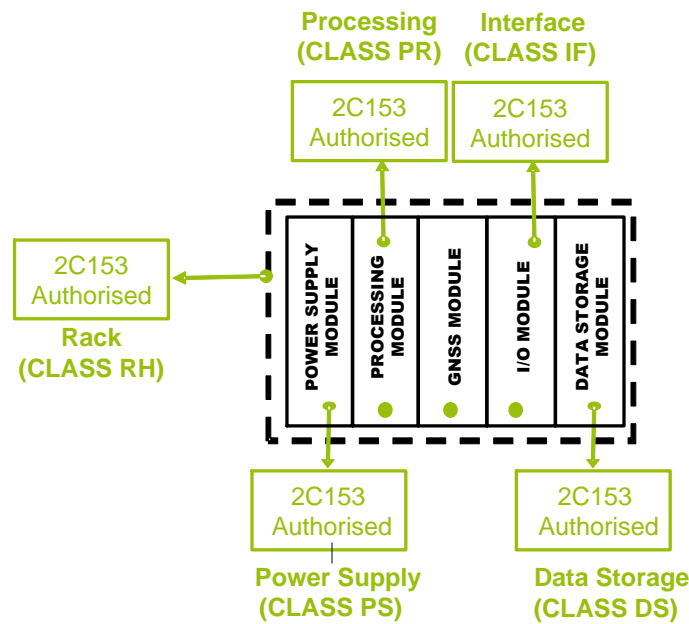 Processing
(CLASS PR)
Interface
(CLASS IF)
2C153
Authorised
2C153
Authorised
2C153
Authorised
Rack
(CLASS RH)
POWER SUPPLY
MODULE
PROCESSING
MODULE
GNSS MODULE
I/O MODULE
DATA STORAGE
MODULE
2C153
Authorised
Power Supply
(CLASS PS)
2C153
Authorised
Data Storage
(CLASS DS)